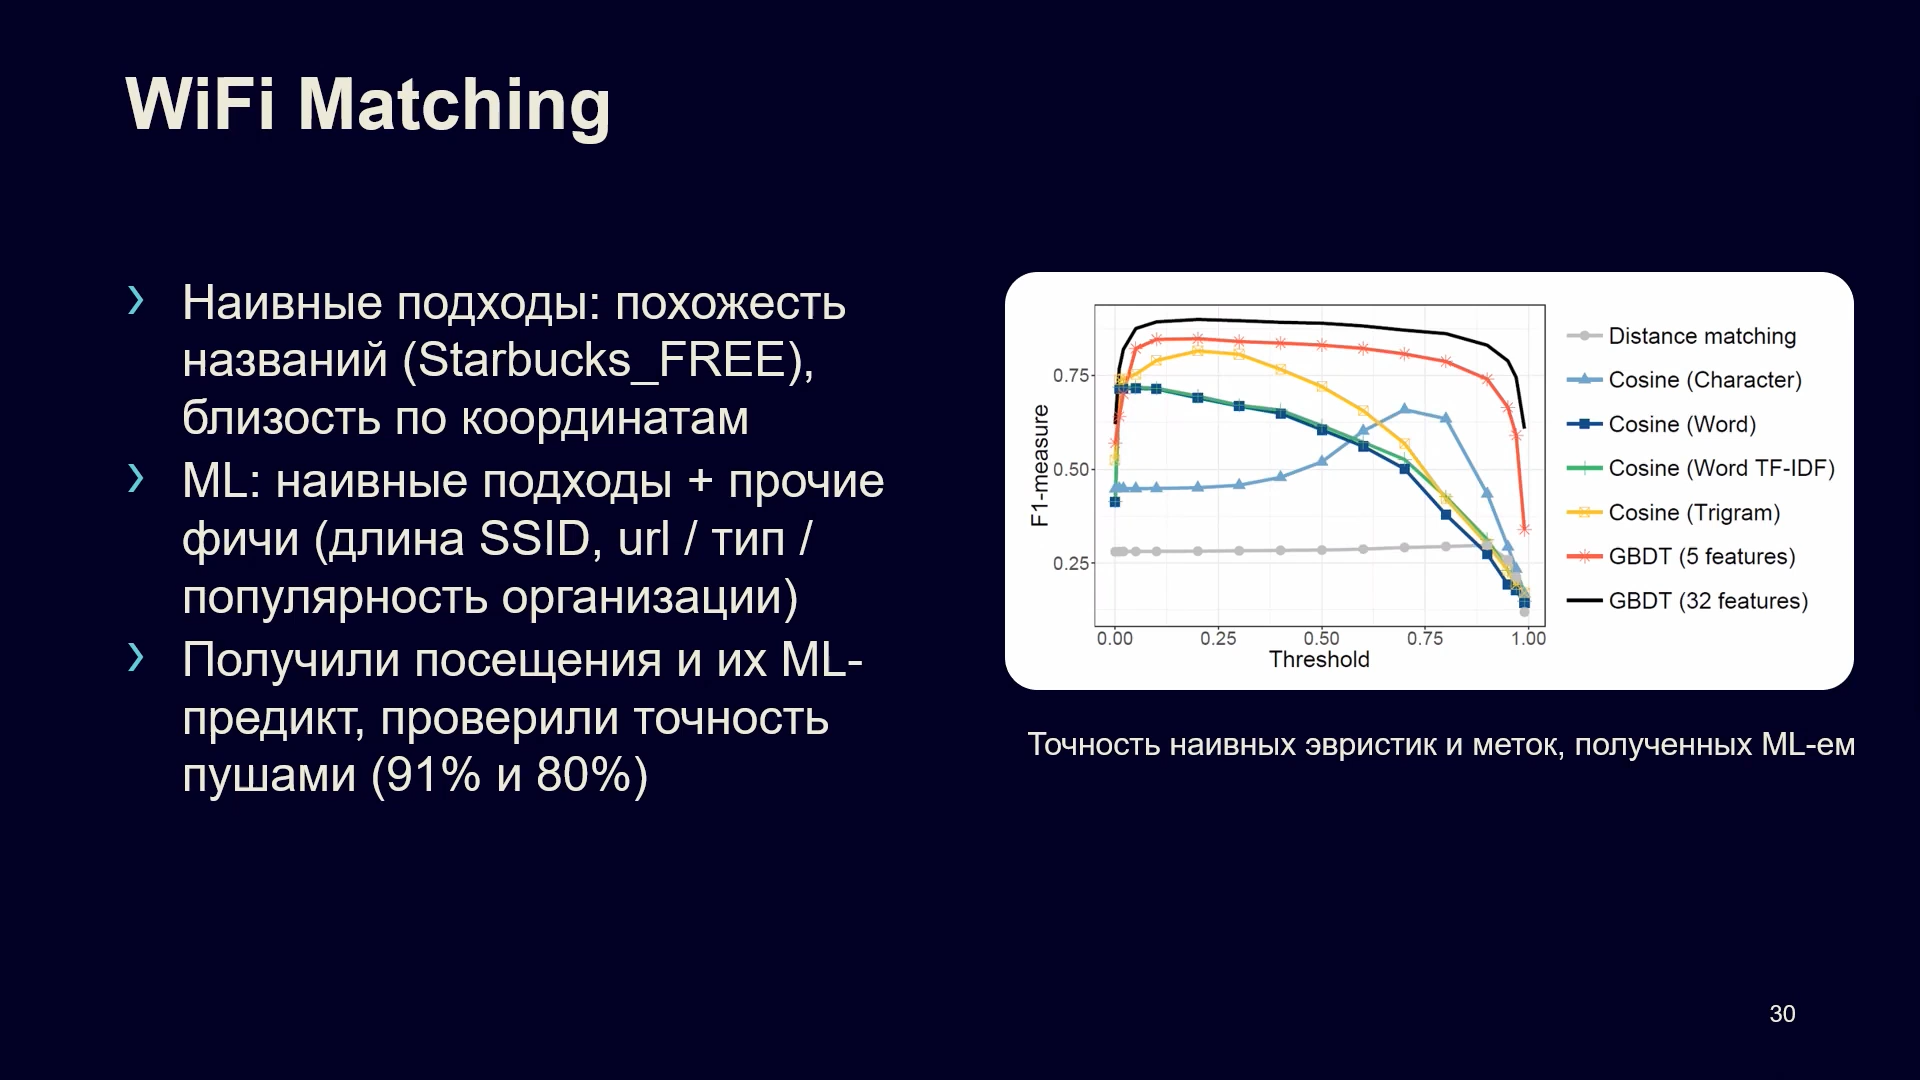 WiFi Matching
› Наивные подходы: похожесть
названий (Starbucks_FREE),
близость по координатам
› ML: наивные подходы + прочие
фичи (длина SSID, url / тип /
популярность организации)
› Получили посещения и их ML-
предикт, проверили точность
пушами (91% и 80%)
F1-measure
0.75
0.50
0.25
0.00 0.25 0.50 0.75 1.00
Threshold
Distance matching
Cosine (Character)
Cosine (Word)
Cosine (Word TF-IDF)
Cosine (Trigram)
GBDT (5 features)
GBDT (32 features)
Точность наивных эвристик и меток, полученных ML-ем
30